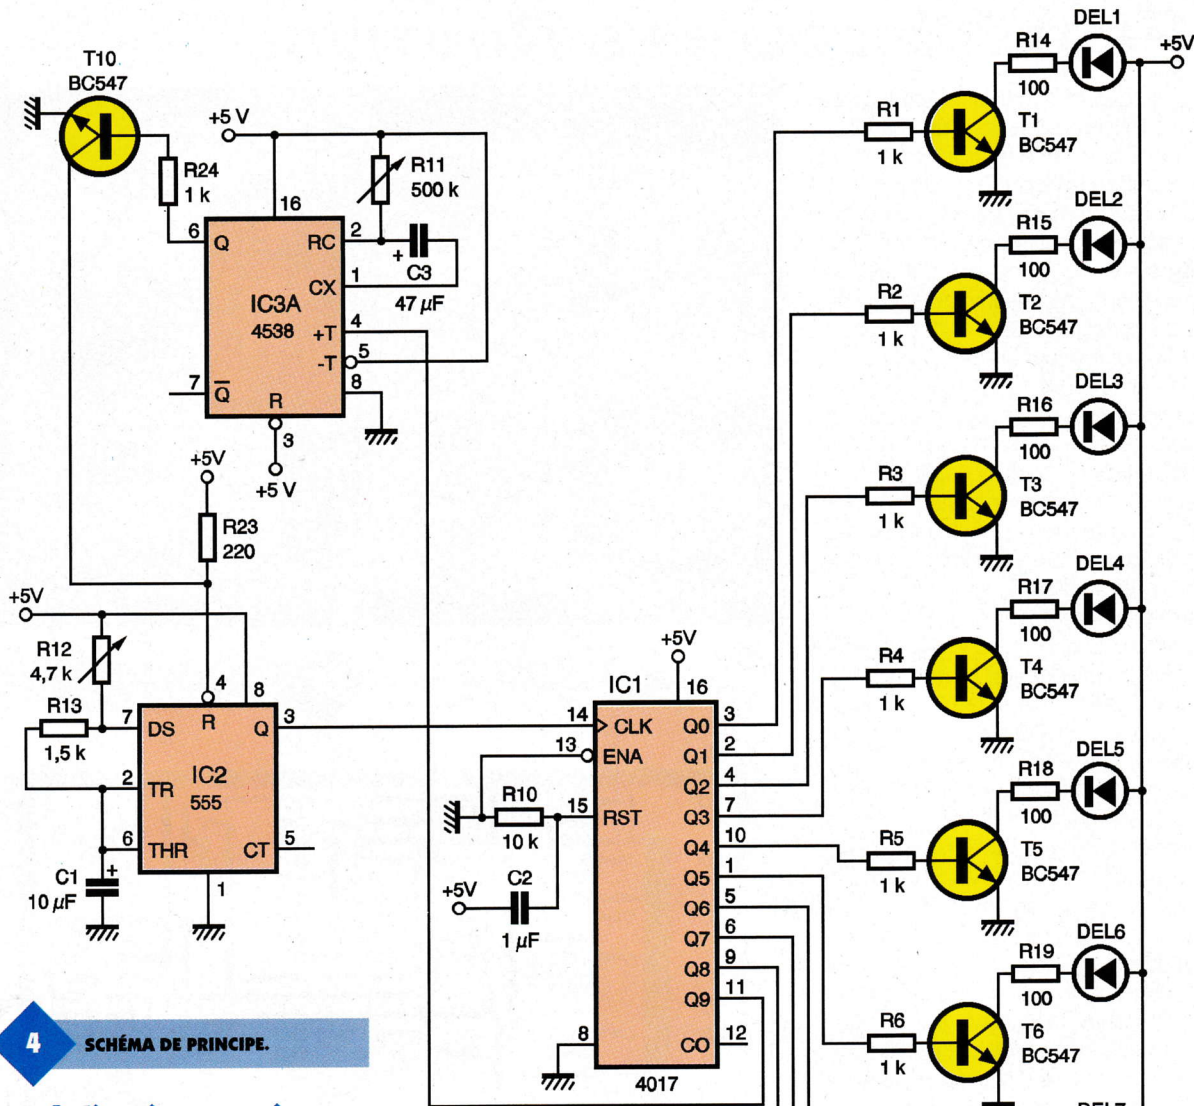 T10
BC547
R24
1 k
+5 V
16
R11
500 k
6
Q
RC
2
+
C3
47 µF
CX
1
IC3A
4538
+T
4
-T
5
7
Q̅
8
R
3
+5 V
+5V
R23
220
+5V
R12
4,7 k
R13
1,5 k
4
8
7
DS
R
Q
3
2
TR
IC2
555
6
THR
CT
5
C1
10 µF
+
1
+5V
IC1
16
14
CLK
Q0
3
13
ENA
Q1
2
Q2
4
R10
10 k
15
RST
Q3
7
Q4
10
C2
1 µF
+5V
Q5
1
Q6
5
Q7
6
Q8
9
Q9
11
8
CO
12
4017
DEL1
+5V
R14
100
R1
1 k
T1
BC547
DEL2
R15
100
R2
1 k
T2
BC547
DEL3
R16
100
R3
1 k
T3
BC547
DEL4
R17
100
R4
1 k
T4
BC547
DEL5
R18
100
R5
1 k
T5
BC547
DEL6
R19
100
R6
1 k
T6
BC547
4
SCHÉMA DE PRINCIPE.